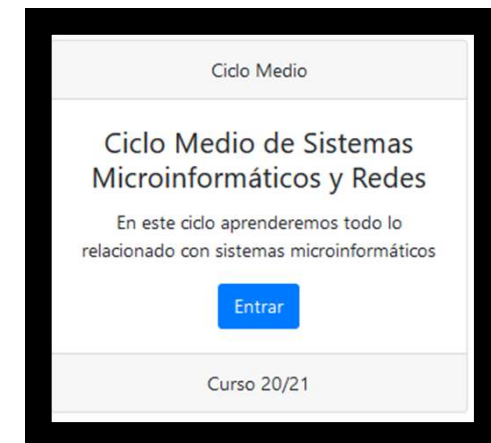 Ciclo Medio
Ciclo Medio de Sistemas
Microinformáticos y Redes
En este ciclo aprenderemos todo lo
relacionado con sistemas microinformáticos
Entrar
Curso 20/21